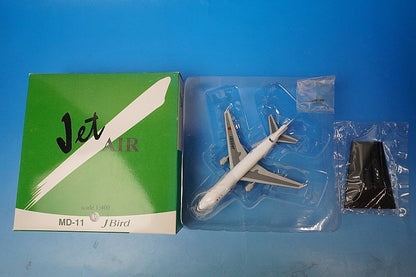 Jet
AIR
scale 1:400
MD-11 J Bird